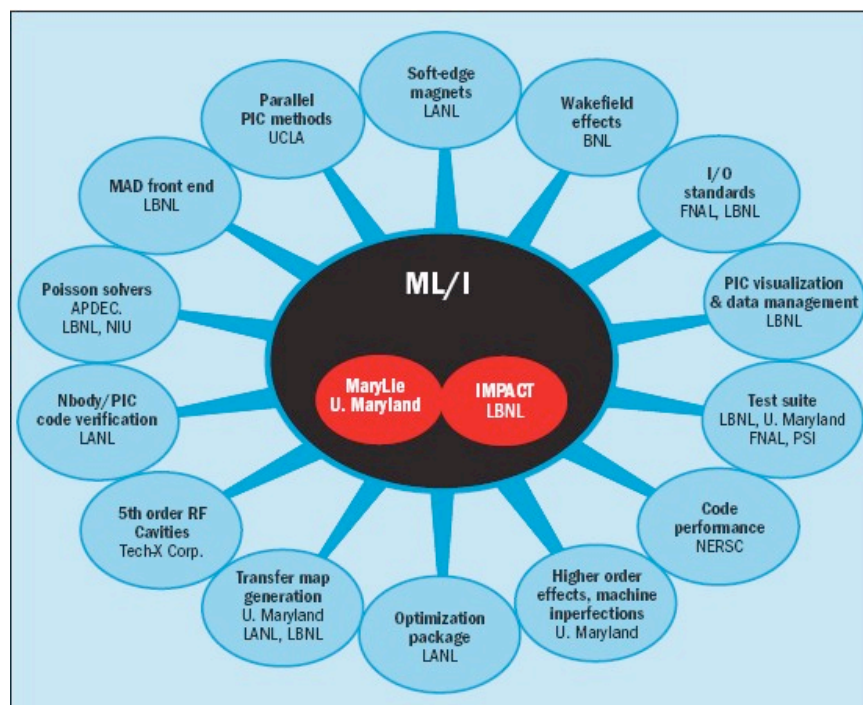 Soft-edge
magnets
LANL
Wakefield
effects
BNL
I/O
standards
FNAL, LBNL
PIC visualization
& data management
LBNL
Test suite
LBNL, U. Maryland
FNAL, PSI
Code
performance
NERSC
Higher order
effects, machine
inperfections
U. Maryland
Optimization
package
LANL
Transfer map
generation
U. Maryland
LANL, LBNL
5th order RF
Cavities
Tech-X Corp.
Nbody/PIC
code verification
LANL
Poisson solvers
APDEC.
LBNL, NIU
MAD front end
LBNL
Parallel
PIC methods
UCLA
ML/I
MaryLie
U. Maryland
IMPACT
LBNL